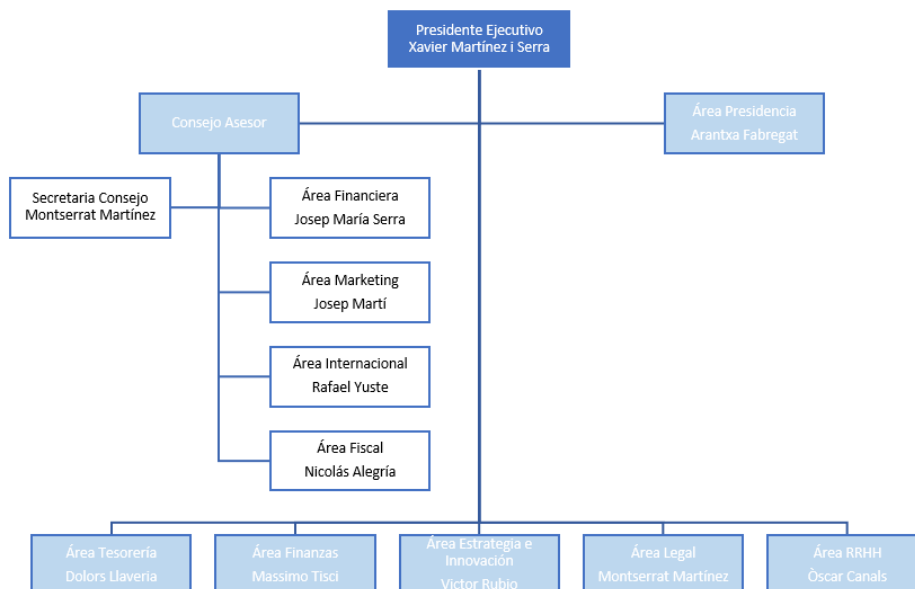 Presidente Ejecutivo
Xavier Martínez i Serra
Consejo Asesor
Área Presidencia
Arantxa Fabregat
Secretaria Consejo
Montserrat Martínez
Área Financiera
Josep María Serra
Área Marketing
Josep Martí
Área Internacional
Rafael Yuste
Área Fiscal
Nicolás Alegría
Área Tesorería
Dolors Llaveria
Área Finanzas
Massimo Tisci
Área Estrategia e
Innovación
Victor Rubio
Área Legal
Montserrat Martínez
Área RRHH
Òscar Canals